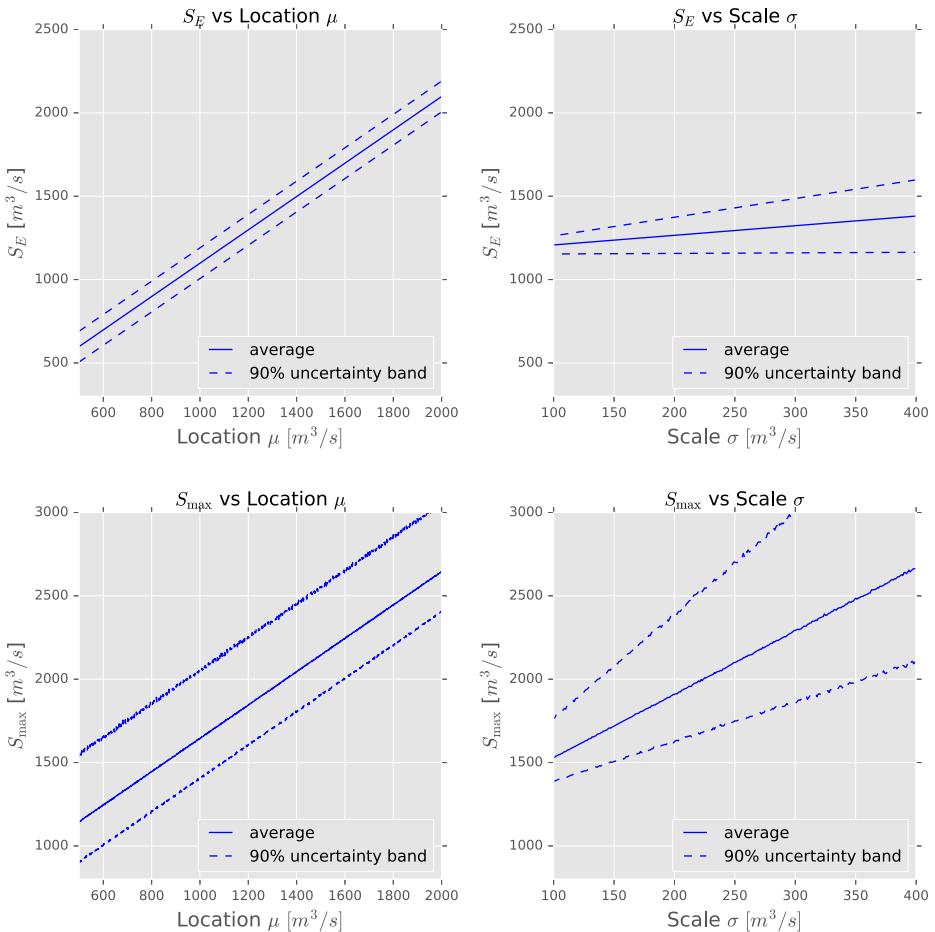 S_E vs Location μ
2500
2000
1500
1000
500
S_E [m^3/s]
average
90% uncertainty band
600 800 1000 1200 1400 1600 1800 2000
Location μ [m^3/s]
S_E vs Scale σ
2500
2000
1500
1000
500
S_E [m^3/s]
average
90% uncertainty band
100 150 200 250 300 350 400
Scale σ [m^3/s]
S_max vs Location μ
3000
2500
2000
1500
1000
S_max [m^3/s]
average
90% uncertainty band
600 800 1000 1200 1400 1600 1800 2000
Location μ [m^3/s]
S_max vs Scale σ
3000
2500
2000
1500
1000
S_max [m^3/s]
average
90% uncertainty band
100 150 200 250 300 350 400
Scale σ [m^3/s]